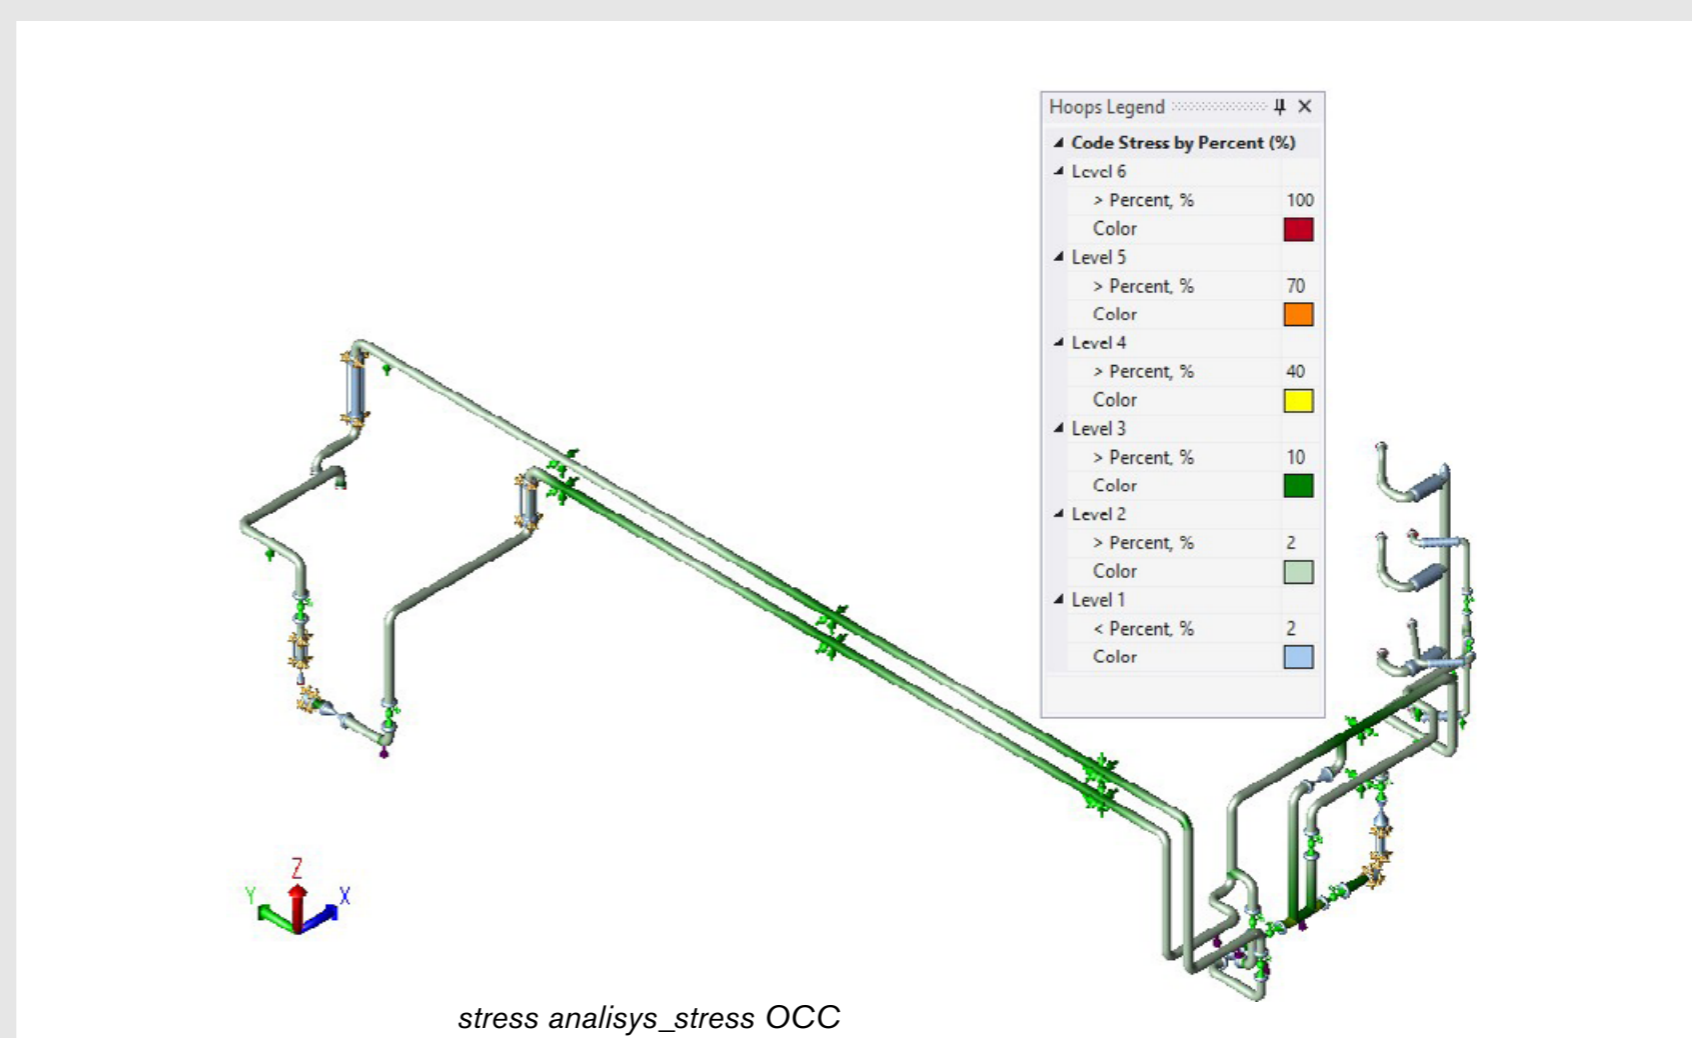 Hoops Legend
Code Stress by Percent (%)
Level 6
> Percent, % 100
Color
Level 5
> Percent, % 70
Color
Level 4
> Percent, % 40
Color
Level 3
> Percent, % 10
Color
Level 2
> Percent, % 2
Color
Level 1
< Percent, % 2
Color
Z
Y X
stress analisys_stress OCC